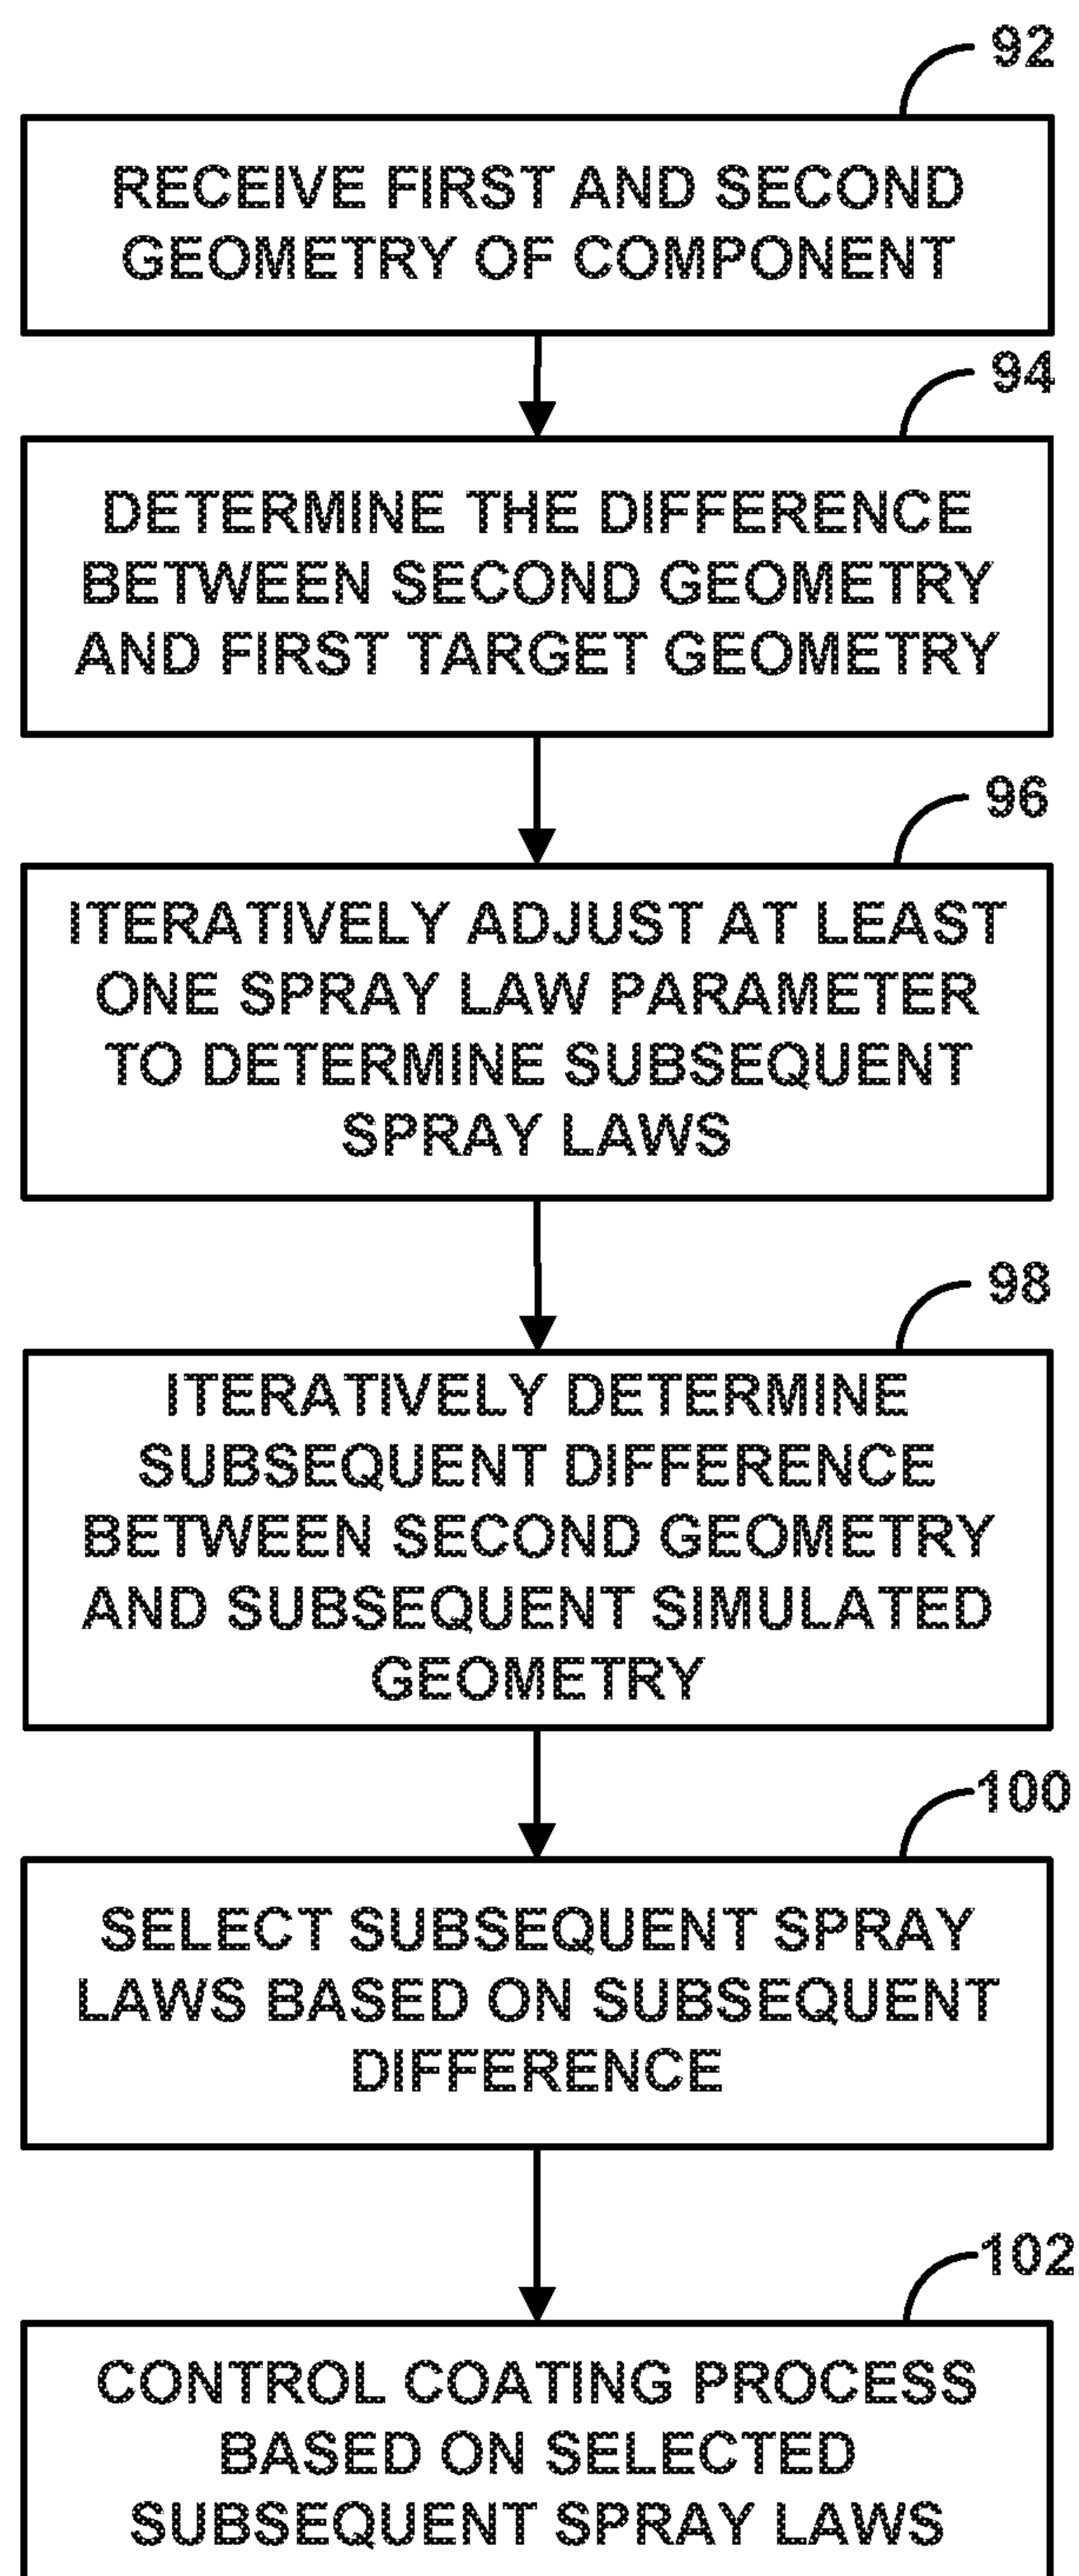 92
RECEIVE FIRST AND SECOND
GEOMETRY OF COMPONENT
94
DETERMINE THE DIFFERENCE
BETWEEN SECOND GEOMETRY
AND FIRST TARGET GEOMETRY
96
ITERATIVELY ADJUST AT LEAST
ONE SPRAY LAW PARAMETER
TO DETERMINE SUBSEQUENT
SPRAY LAWS
98
ITERATIVELY DETERMINE
SUBSEQUENT DIFFERENCE
BETWEEN SECOND GEOMETRY
AND SUBSEQUENT SIMULATED
GEOMETRY
100
SELECT SUBSEQUENT SPRAY
LAWS BASED ON SUBSEQUENT
DIFFERENCE
102
CONTROL COATING PROCESS
BASED ON SELECTED
SUBSEQUENT SPRAY LAWS